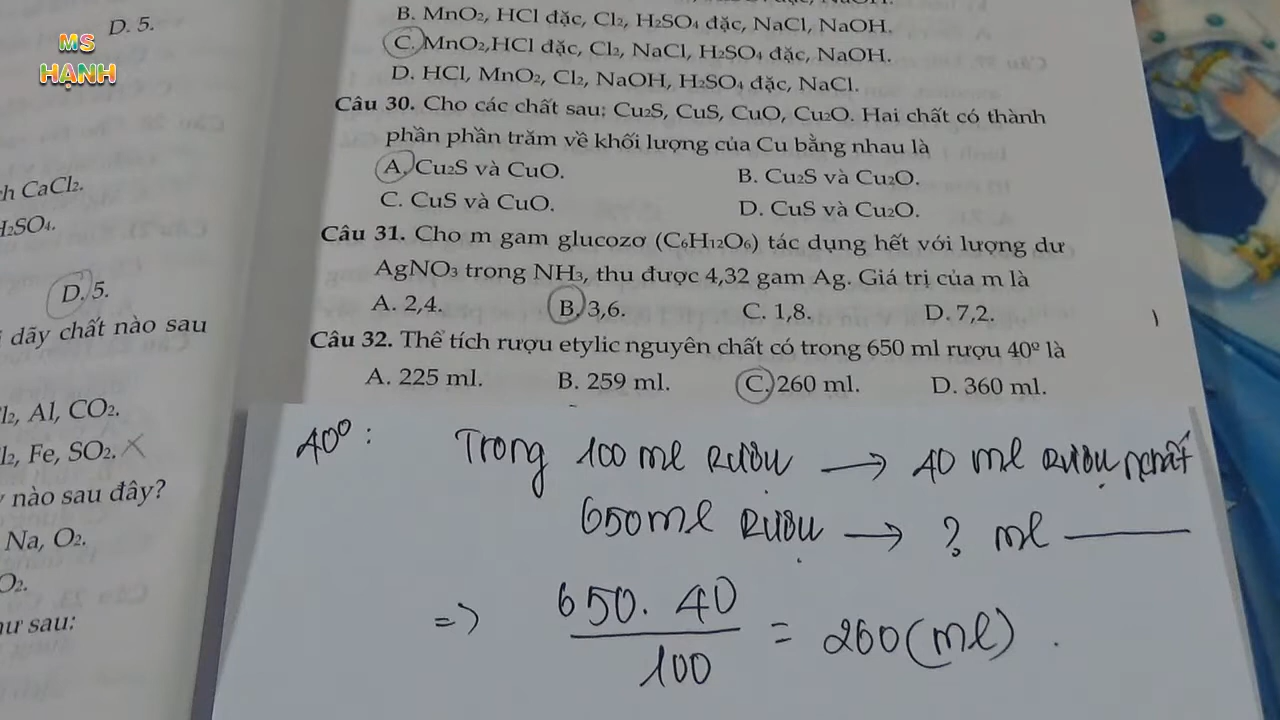 MS
HẠNH
D. 5.
CaCl₂.
H₂SO₄.
D. 5.
dãy chất nào sau
Al, CO₂.
Fe, SO₂. X
nào sau đây?
Na, O₂.
sau:
B. MnO₂, HCl đặc, Cl₂, H₂SO₄ đặc, NaCl, NaOH.
C. MnO₂,HCl đặc, Cl₂, NaCl, H₂SO₄ đặc, NaOH.
D. HCl, MnO₂, Cl₂, NaOH, H₂SO₄ đặc, NaCl.
Câu 30. Cho các chất sau; Cu₂S, CuS, CuO, Cu₂O. Hai chất có thành
phần phần trăm về khối lượng của Cu bằng nhau là
A. Cu₂S và CuO. B. Cu₂S và Cu₂O.
C. CuS và CuO. D. CuS và Cu₂O.
Câu 31. Cho m gam glucozơ (C₆H₁₂O₆) tác dụng hết với lượng dư
AgNO₃ trong NH₃, thu được 4,32 gam Ag. Giá trị của m là
A. 2,4. B. 3,6. C. 1,8. D. 7,2.
Câu 32. Thể tích rượu etylic nguyên chất có trong 650 ml rượu 40º là
A. 225 ml. B. 259 ml. C. 260 ml. D. 360 ml.
40º : Trong 100 ml Rượu → 40 ml Rượu nchất
650ml Rượu → ? ml —
=> 650. 40 / 100 = 260 (ml) .